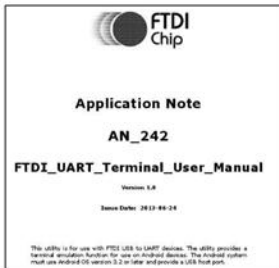 FTDI
Chip
Application Note
AN_242
FTDI_UART_Terminal_User_Manual
Version: 1.0
Issue Date: 2013-06-24
This utility is for use with FTDI USB to UART devices. The utility provides a
terminal emulation function for use on Android devices. The Android system
must use Android OS version 3.2 or later and provide a USB host port.